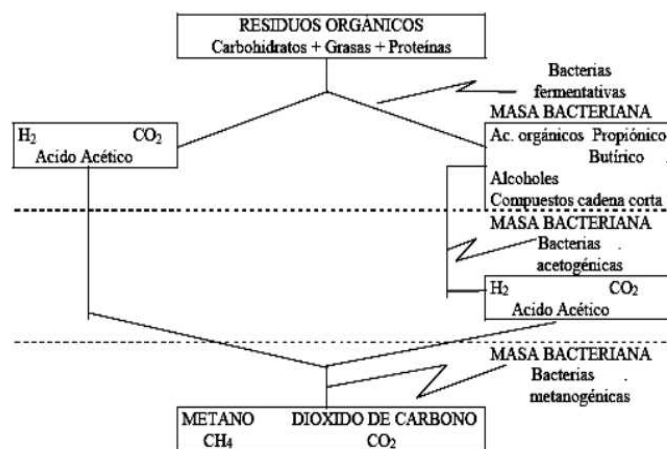 RESIDUOS ORGÁNICOS
Carbohidratos + Grasas + Proteínas
Bacterias
fermentativas
MASA BACTERIANA
H₂ CO₂
Acido Acético
Ac. orgánicos Propiónico
Butírico
Alcoholes
Compuestos cadena corta
MASA BACTERIANA
Bacterias
acetogénicas
H₂ CO₂
Acido Acético
MASA BACTERIANA
Bacterias
metanogénicas
METANO DIOXIDO DE CARBONO
CH₄ CO₂